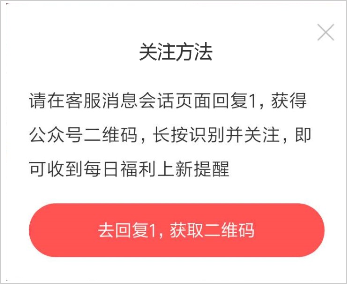 关注方法
请在客服消息会话页面回复1，获得
公众号二维码，长按识别并关注，即
可收到每日福利上新提醒
去回复1，获取二维码